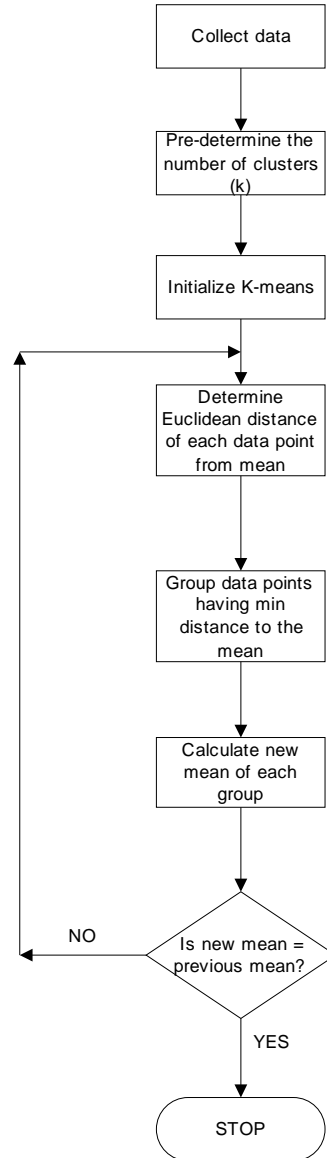 Collect data
Pre-determine the
number of clusters
(k)
Initialize K-means
Determine
Euclidean distance
of each data point
from mean
Group data points
having min
distance to the
mean
Calculate new
mean of each
group
Is new mean =
previous mean?
NO
YES
STOP